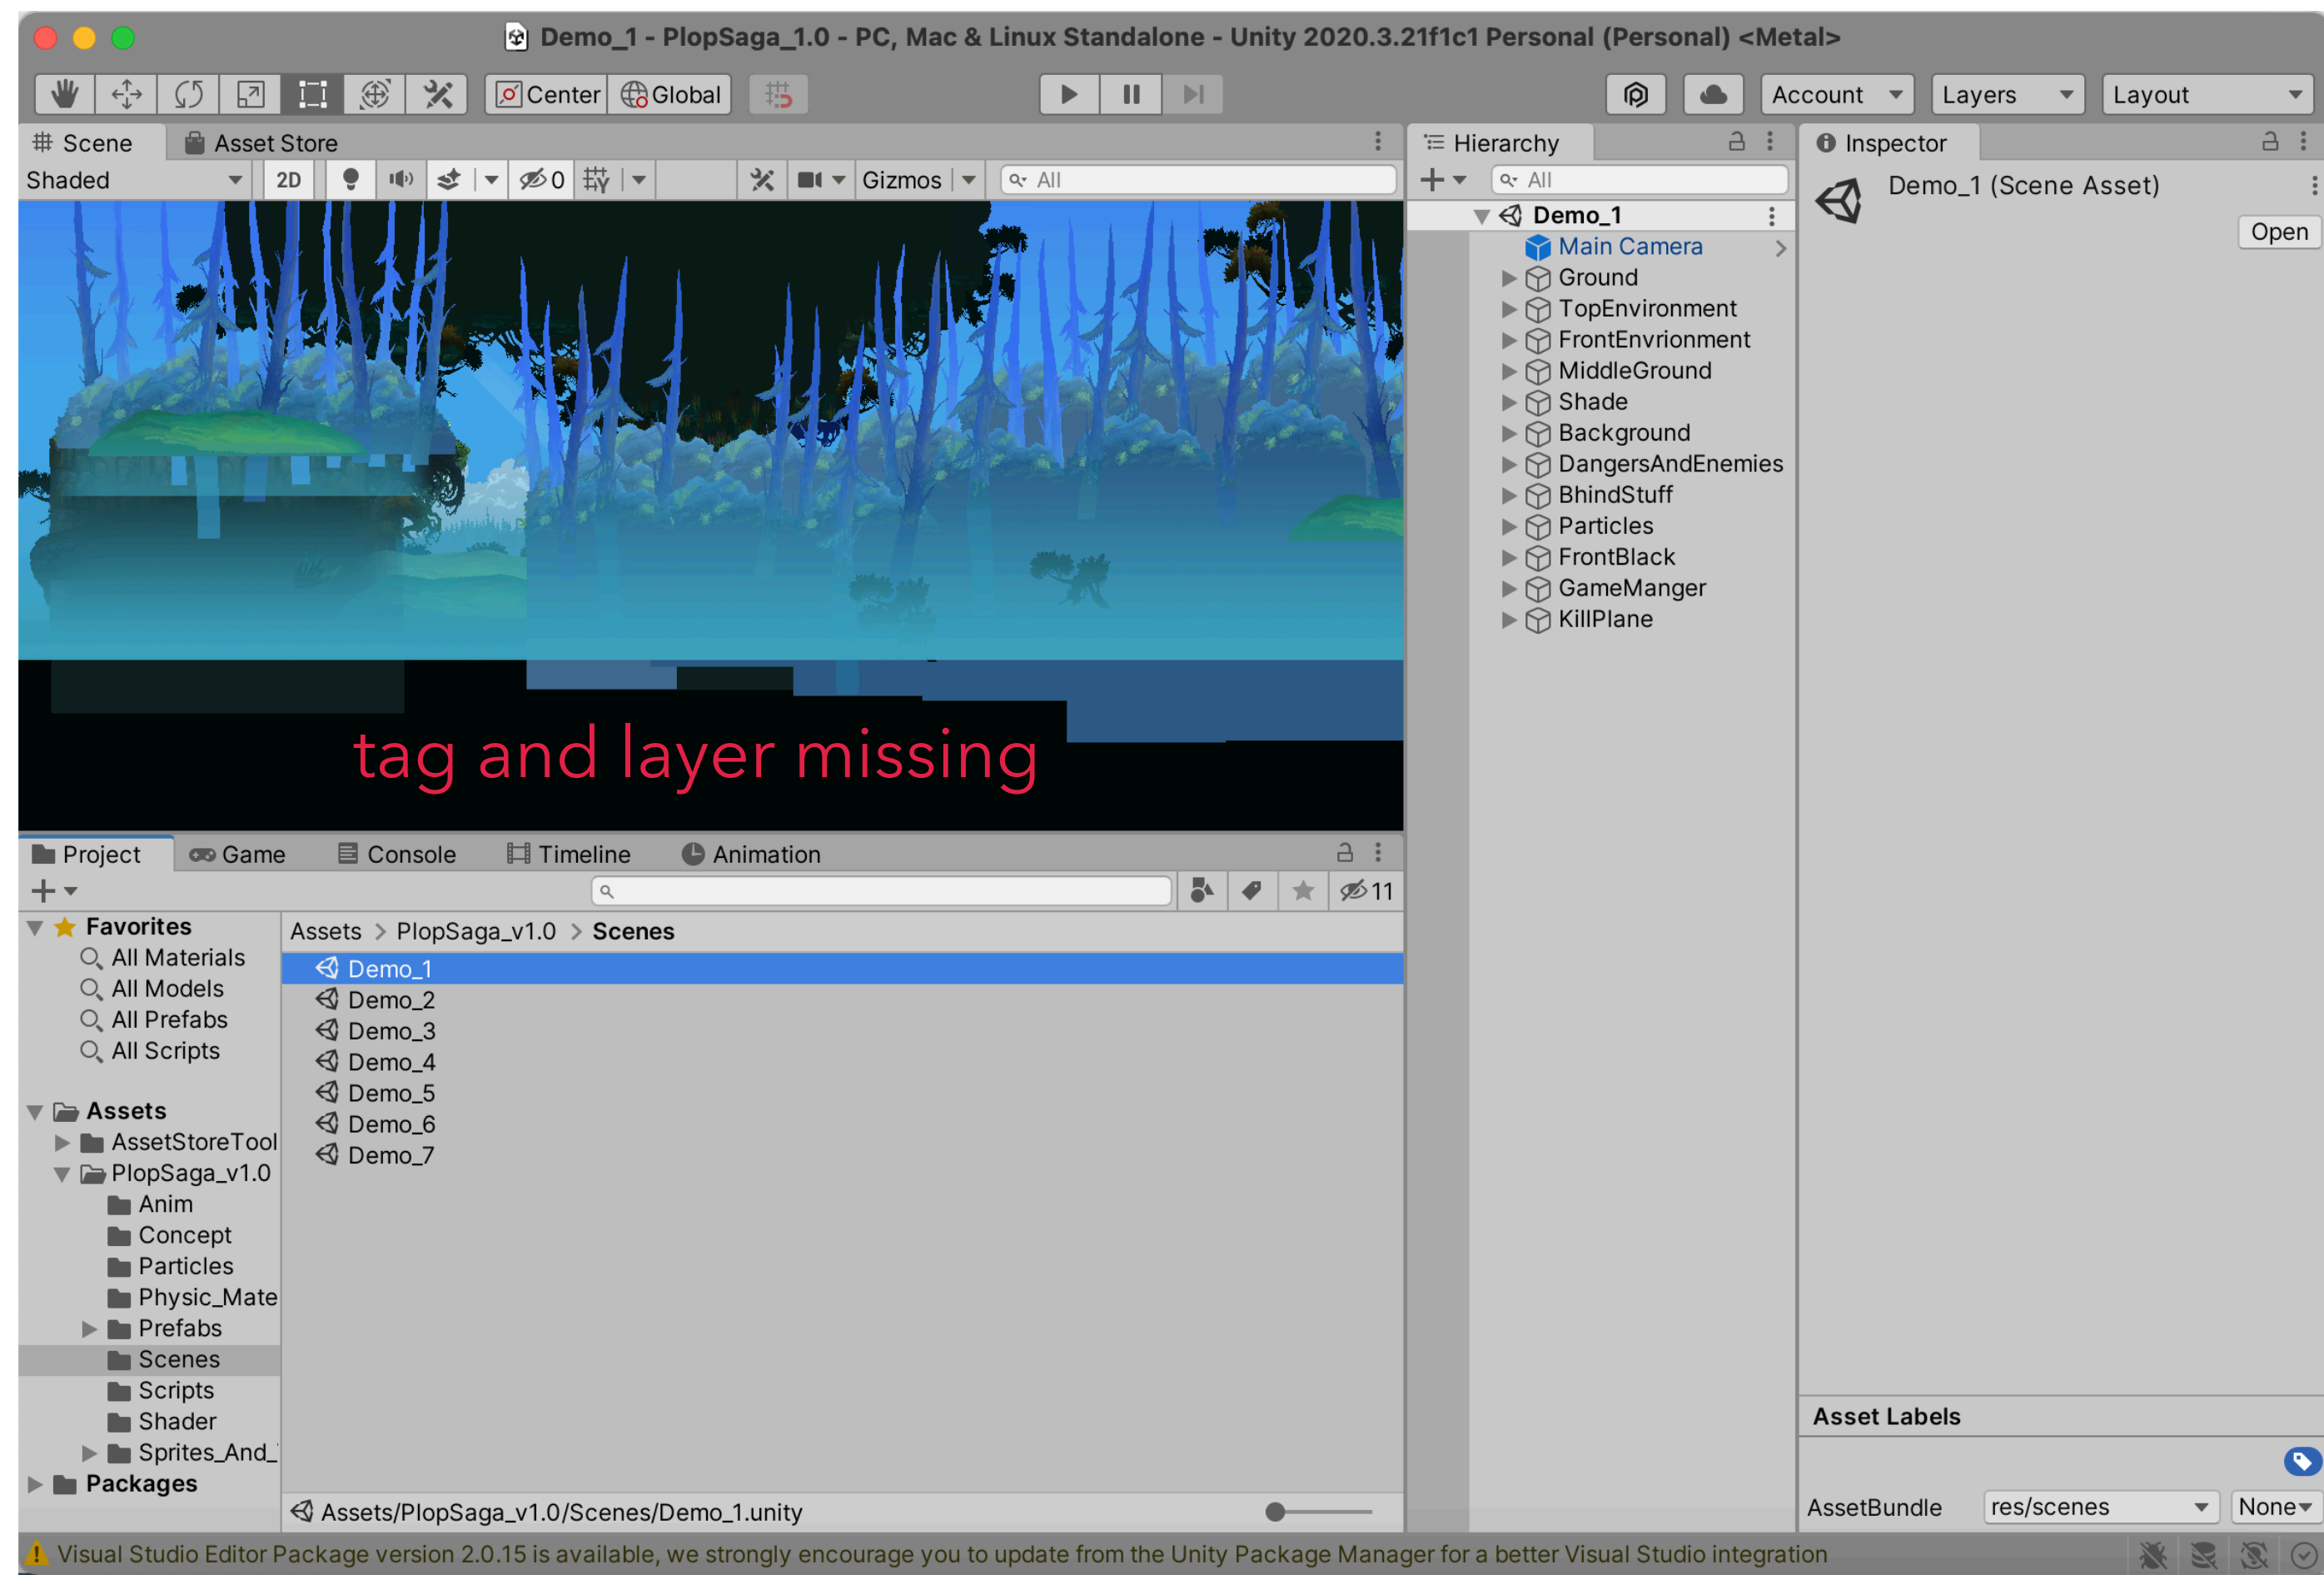 Demo_1 - PlopSaga_1.0 - PC, Mac & Linux Standalone - Unity 2020.3.21f1c1 Personal (Personal) <Metal>
Center Global Account Layers Layout
Scene Asset Store
Shaded 2D 0 Gizmos All
tag and layer missing
Hierarchy
All
Demo_1
Main Camera
Ground
TopEnvironment
FrontEnvrionment
MiddleGround
Shade
Background
DangersAndEnemies
BhindStuff
Particles
FrontBlack
GameManger
KillPlane
Inspector
Demo_1 (Scene Asset)
Open
Project Game Console Timeline Animation
11
Favorites
All Materials
All Models
All Prefabs
All Scripts
Assets
AssetStoreTool
PlopSaga_v1.0
Anim
Concept
Particles
Physic_Mate
Prefabs
Scenes
Scripts
Shader
Sprites_And_
Packages
Assets > PlopSaga_v1.0 > Scenes
Demo_1
Demo_2
Demo_3
Demo_4
Demo_5
Demo_6
Demo_7
Assets/PlopSaga_v1.0/Scenes/Demo_1.unity
Asset Labels
AssetBundle res/scenes None
Visual Studio Editor Package version 2.0.15 is available, we strongly encourage you to update from the Unity Package Manager for a better Visual Studio integration